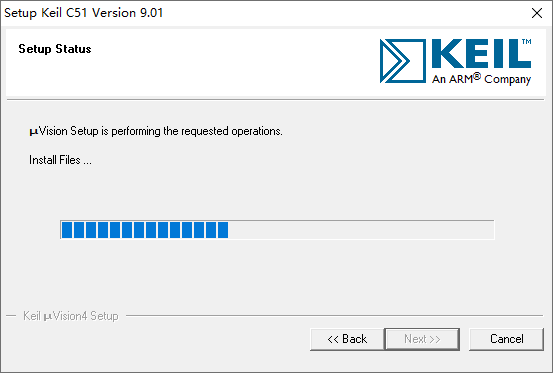 Setup Keil C51 Version 9.01
Setup Status
KEIL™
An ARM® Company
µVision Setup is performing the requested operations.
Install Files ...
Keil µVision4 Setup
<< Back
Next >>
Cancel